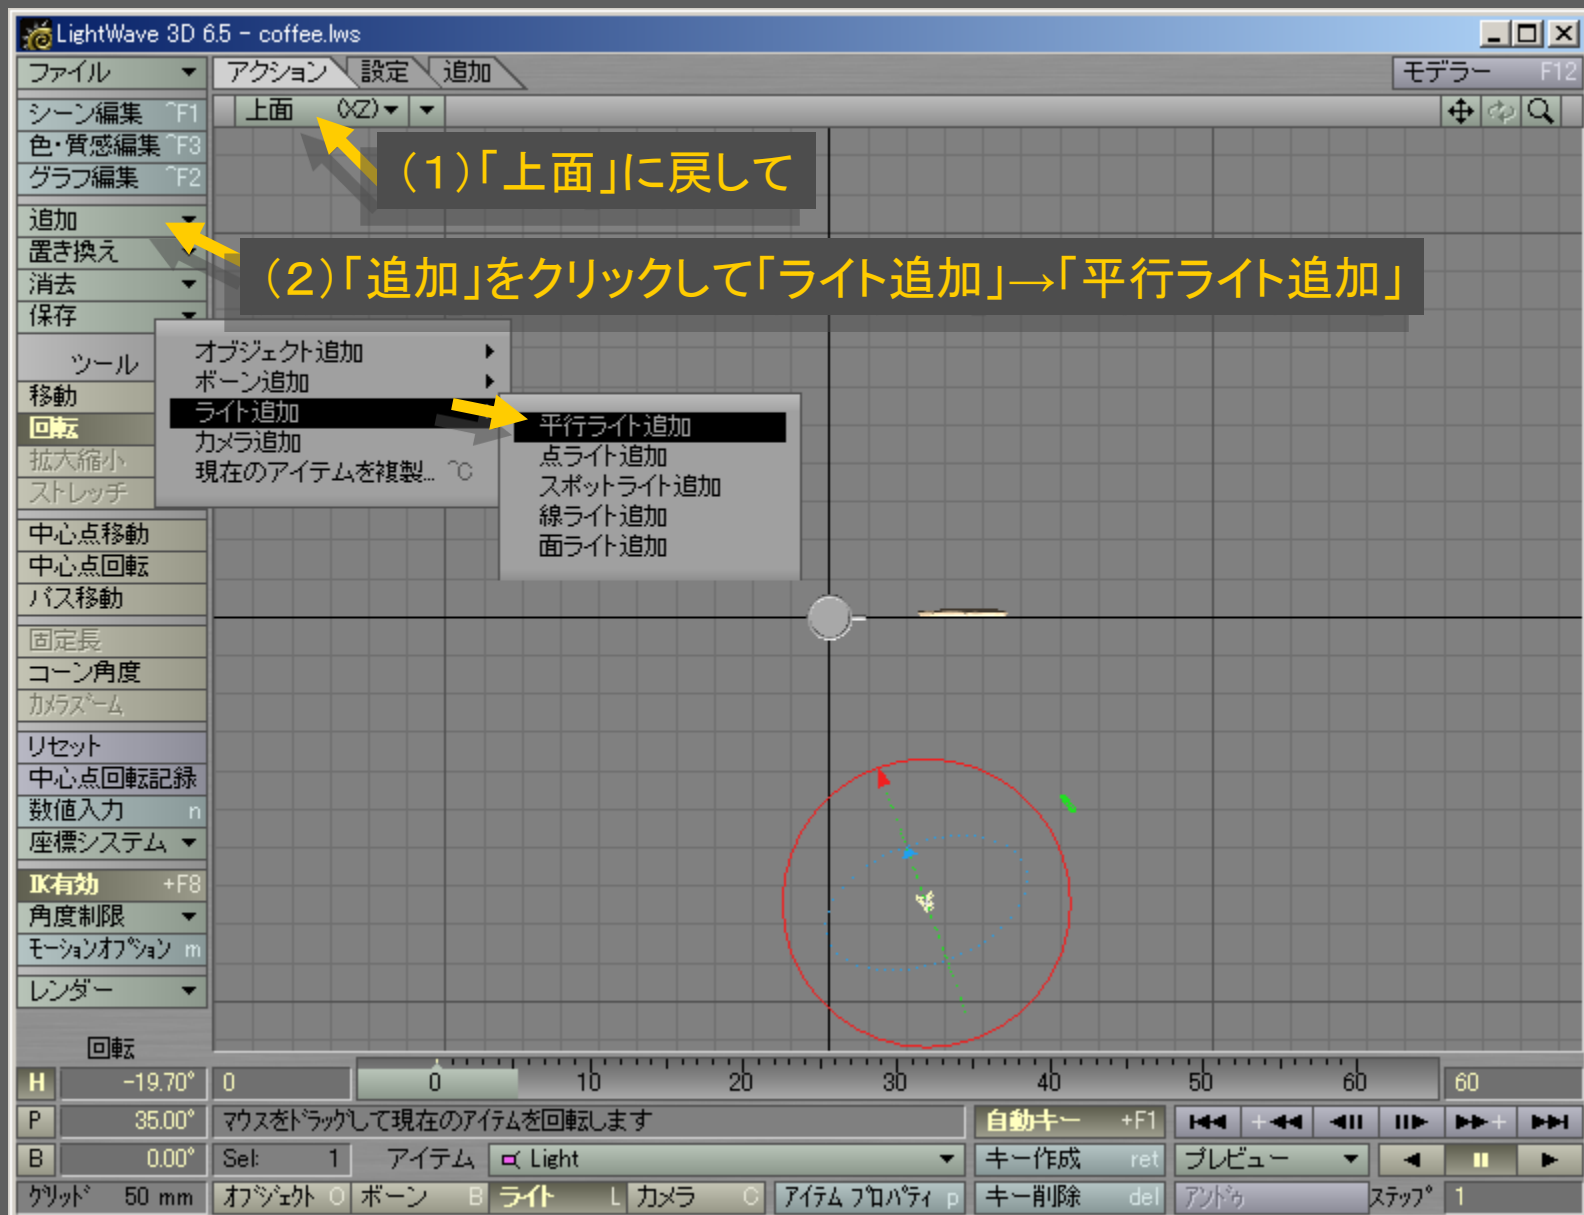 LightWave 3D 6.5 - coffee.lws
ファイル
アクション 設定 追加
モデラー F12
シーン編集 ^F1
上面 (XZ)
色・質感編集 ^F3
グラフ編集 ^F2
（1）「上面」に戻して
追加
置き換え
（2）「追加」をクリックして「ライト追加」→「平行ライト追加」
消去
保存
オブジェクト追加
ボーン追加
ライト追加
カメラ追加
現在のアイテムを複製... ^C
平行ライト追加
点ライト追加
スポットライト追加
線ライト追加
面ライト追加
ツール
移動
回転
拡大縮小
ストレッチ
中心点移動
中心点回転
パス移動
固定長
コーン角度
カメラズーム
リセット
中心点回転記録
数値入力 n
座標システム
IK有効 +F8
角度制限
モーションオプション m
レンダー
回転
H -19.70° 0 0 10 20 30 40 50 60 60
P 35.00° マウスをドラッグして現在のアイテムを回転します 自動キー +F1
B 0.00° Sel: 1 アイテム Light キー作成 ret プレビュー
グリッド 50 mm オブジェクト O ボーン B ライト L カメラ C アイテム プロパティ p キー削除 del アンドゥ ステップ 1